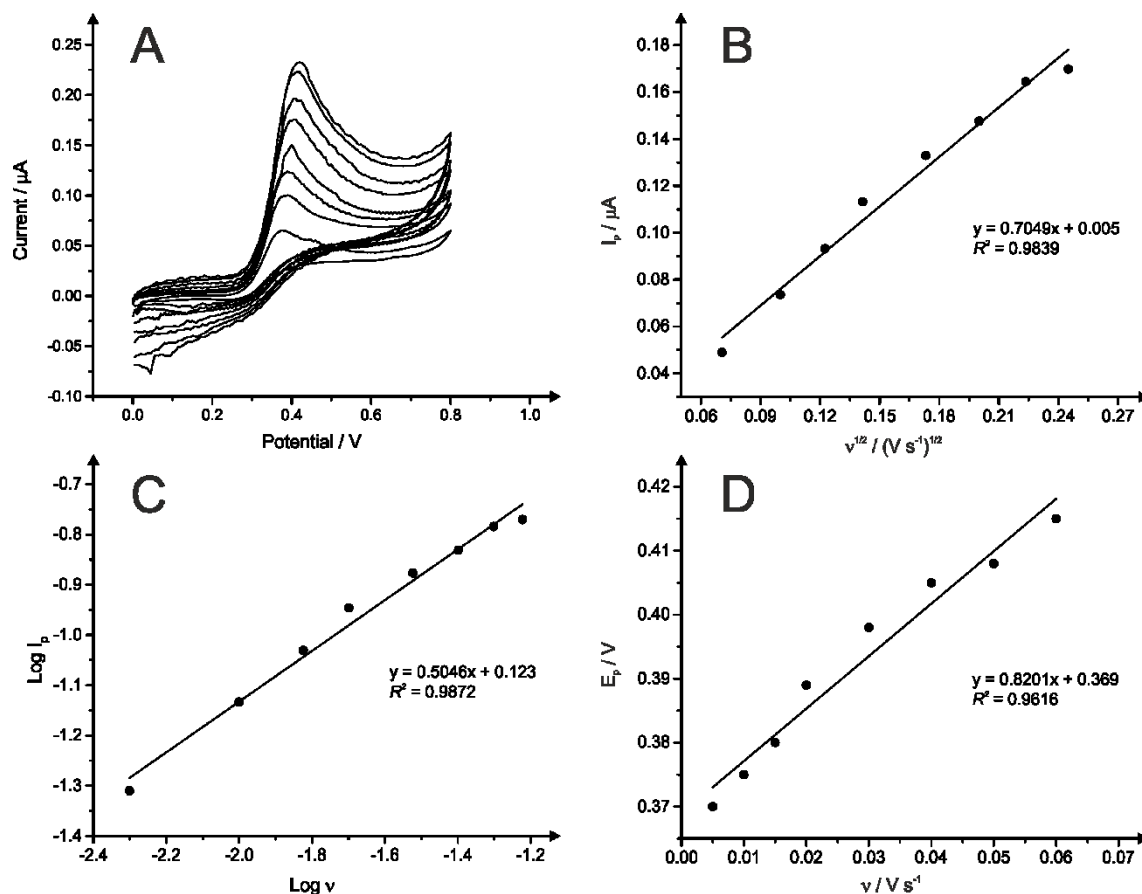 A
0.25
0.20
0.15
0.10
0.05
0.00
-0.05
-0.10
Current / µA
0.0 0.2 0.4 0.6 0.8 1.0
Potential / V
B
0.18
0.16
0.14
0.12
0.10
0.08
0.06
0.04
I_p / µA
y = 0.7049x + 0.005
R² = 0.9839
0.06 0.09 0.12 0.15 0.18 0.21 0.24 0.27
ν^1/2 / (V s⁻¹)^1/2
C
-0.7
-0.8
-0.9
-1.0
-1.1
-1.2
-1.3
-1.4
Log I_p
y = 0.5046x + 0.123
R² = 0.9872
-2.4 -2.2 -2.0 -1.8 -1.6 -1.4 -1.2
Log ν
D
0.42
0.41
0.40
0.39
0.38
0.37
E_p / V
y = 0.8201x + 0.369
R² = 0.9616
0.00 0.01 0.02 0.03 0.04 0.05 0.06 0.07
ν / V s⁻¹